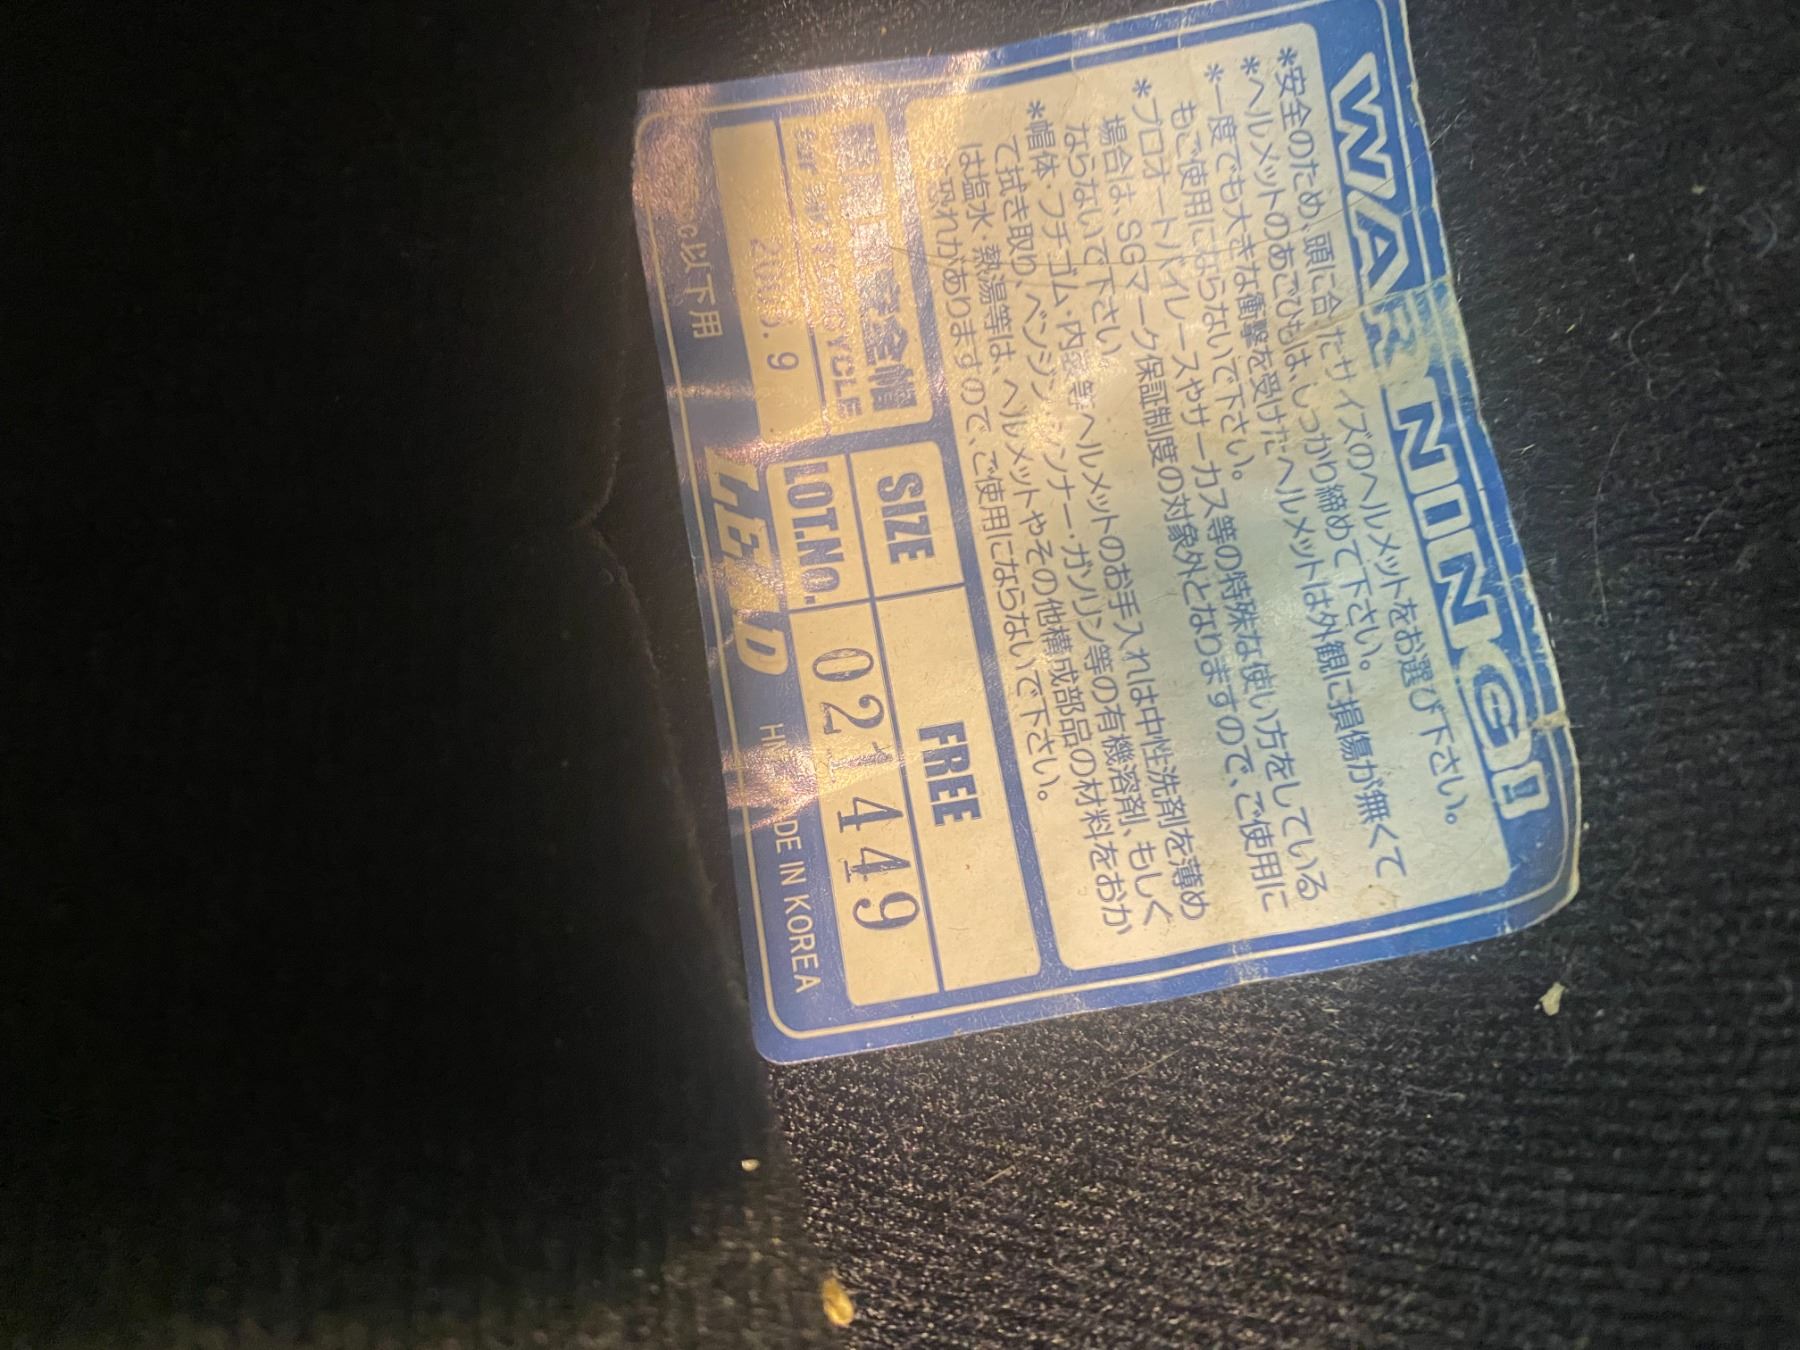 WARNING!
*安全のため、頭に合ったサイズのヘルメットをお選び下さい。
*ヘルメットのあごひもは、しっかり締めて下さい。
*一度でも大きな衝撃を受けたヘルメットは外観に損傷が無くて
もご使用にならないで下さい。
*プロオートバイレースやサーカス等の特殊な使い方をしている
場合は、SGマーク保証制度の対象外となりますので、ご使用に
ならないで下さい。
*帽体・フチゴム・内装等ヘルメットのお手入れは中性洗剤を薄め
て拭き取り、ベンジン・シンナー・ガソリン等の有機溶剤、もしく
は塩水・熱湯等は、ヘルメットやその他構成部品の材料をおか
す恐れがありますので、ご使用にならないで下さい。
安全帽
CYCLE
9
以下用
SIZE FREE
LOT.NO. 021449
LEAD
MADE IN KOREA